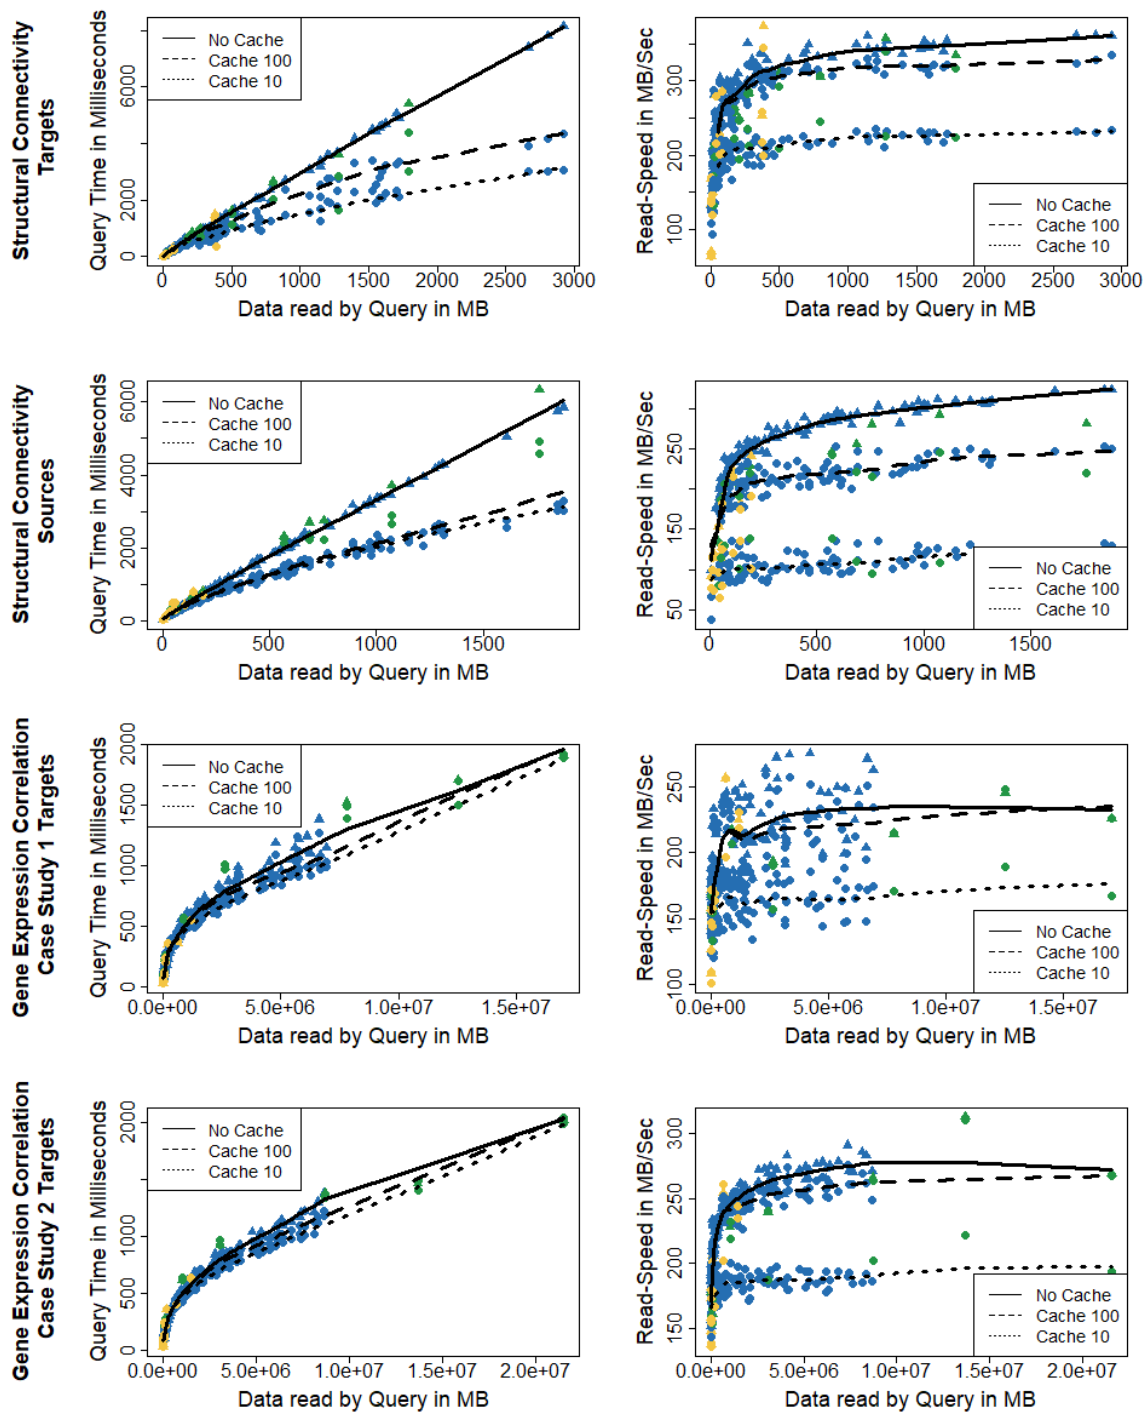 Structural Connectivity
Targets
Query Time in Milliseconds
0 2000 6000
No Cache
Cache 100
Cache 10
0 500 1000 1500 2000 2500 3000
Data read by Query in MB
Read-Speed in MB/Sec
100 200 300
No Cache
Cache 100
Cache 10
0 500 1000 1500 2000 2500 3000
Data read by Query in MB
Structural Connectivity
Sources
Query Time in Milliseconds
0 2000 4000 6000
No Cache
Cache 100
Cache 10
0 500 1000 1500
Data read by Query in MB
Read-Speed in MB/Sec
50 150 250
No Cache
Cache 100
Cache 10
0 500 1000 1500
Data read by Query in MB
Gene Expression Correlation
Case Study 1 Targets
Query Time in Milliseconds
0 500 1000 1500 2000
No Cache
Cache 100
Cache 10
0.0e+00 5.0e+06 1.0e+07 1.5e+07
Data read by Query in MB
Read-Speed in MB/Sec
100 150 200 250
No Cache
Cache 100
Cache 10
0.0e+00 5.0e+06 1.0e+07 1.5e+07
Data read by Query in MB
Gene Expression Correlation
Case Study 2 Targets
Query Time in Milliseconds
0 500 1000 2000
No Cache
Cache 100
Cache 10
0.0e+00 5.0e+06 1.0e+07 1.5e+07 2.0e+07
Data read by Query in MB
Read-Speed in MB/Sec
150 200 250 300
No Cache
Cache 100
Cache 10
0.0e+00 5.0e+06 1.0e+07 1.5e+07 2.0e+07
Data read by Query in MB